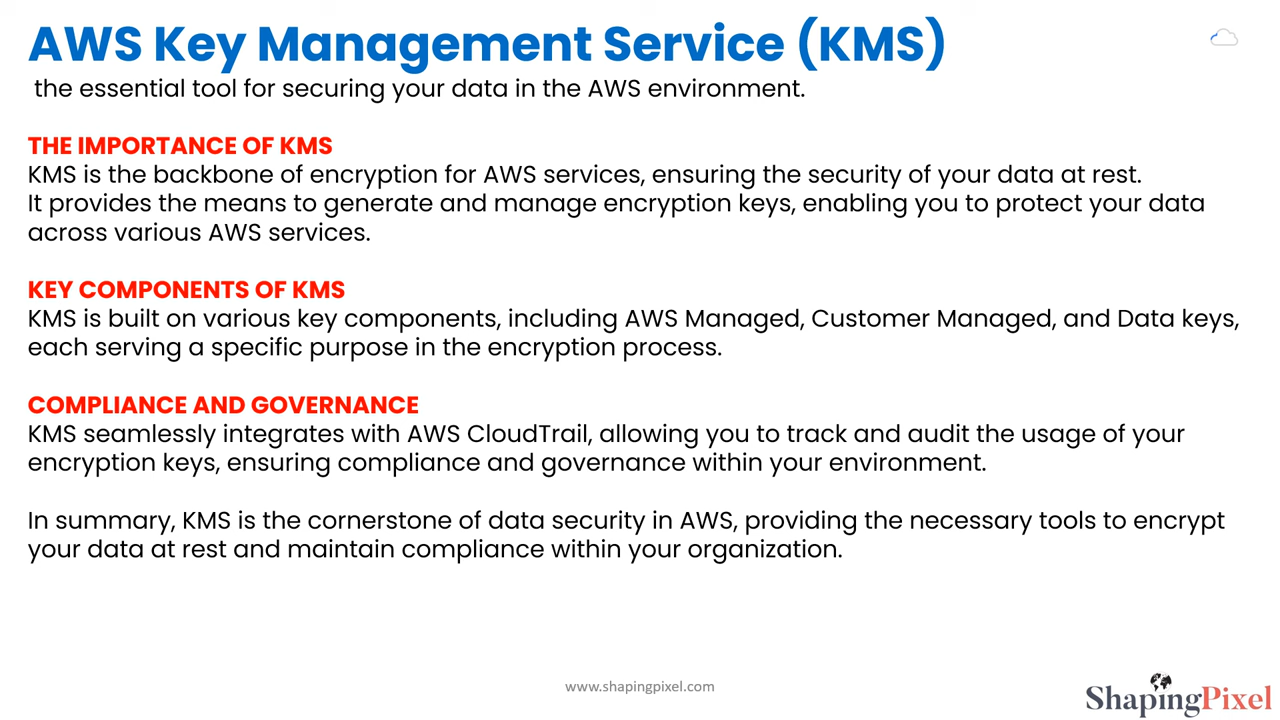 AWS Key Management Service (KMS)
the essential tool for securing your data in the AWS environment.
THE IMPORTANCE OF KMS
KMS is the backbone of encryption for AWS services, ensuring the security of your data at rest.
It provides the means to generate and manage encryption keys, enabling you to protect your data
across various AWS services.
KEY COMPONENTS OF KMS
KMS is built on various key components, including AWS Managed, Customer Managed, and Data keys,
each serving a specific purpose in the encryption process.
COMPLIANCE AND GOVERNANCE
KMS seamlessly integrates with AWS CloudTrail, allowing you to track and audit the usage of your
encryption keys, ensuring compliance and governance within your environment.
In summary, KMS is the cornerstone of data security in AWS, providing the necessary tools to encrypt
your data at rest and maintain compliance within your organization.
www.shapingpixel.com
ShapingPixel